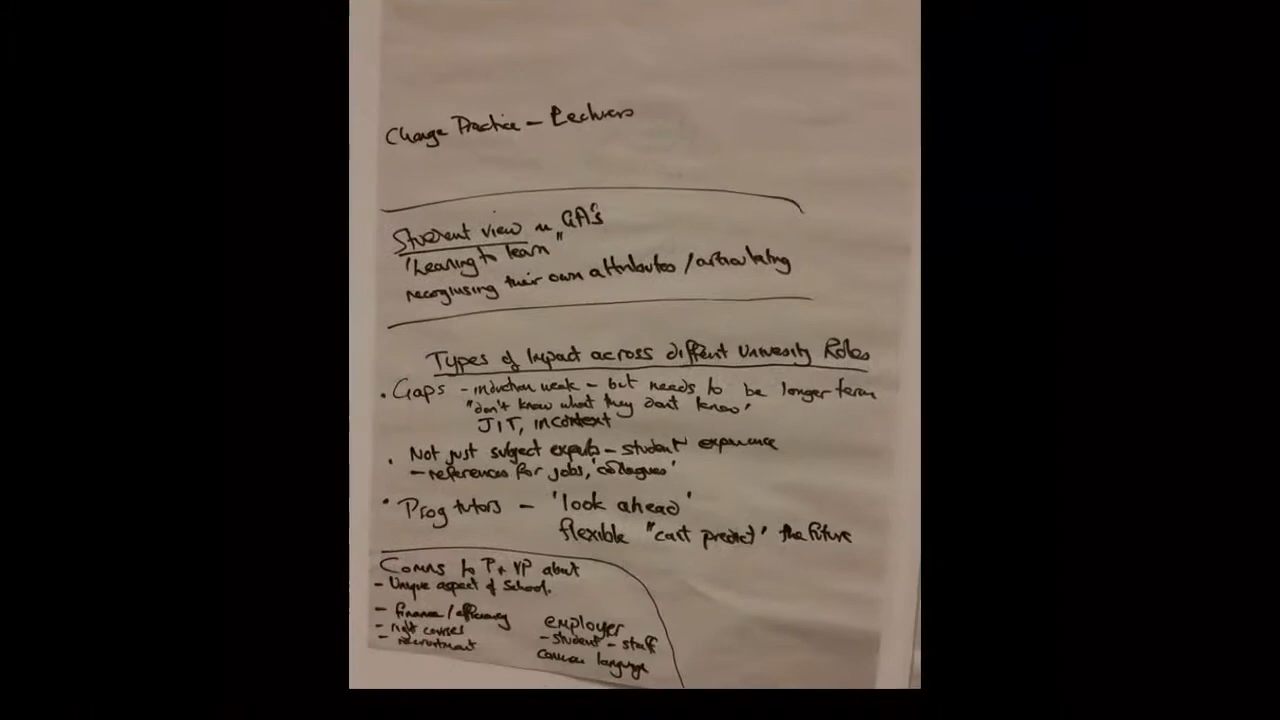 Change Practice - Lecturers
Student view on GA's
"Learning to learn"
recognising their own attributes/articulating
Types of Impact across different University Roles
• Gaps - induction week - but needs to be longer term
"don't know what they don't know"
JIT, in context
• Not just subject experts - student experience
- references for jobs, 'colleagues'
• Prog tutors - 'look ahead'
flexible "can't predict" the future
Comms to P + VP about
- Unique aspect of School.
- finance/efficiency
- right courses
- recruitment
employer
- student - staff
common language